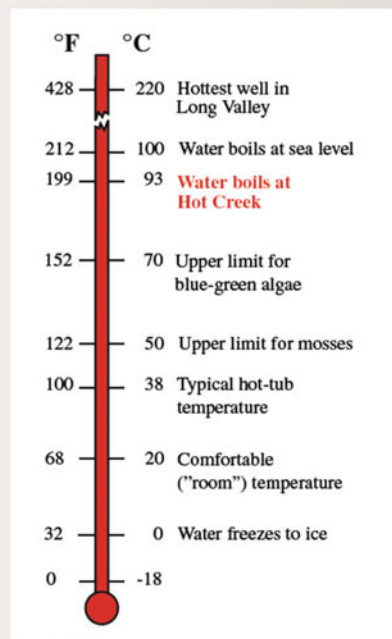 °F °C
428 220 Hottest well in
Long Valley
212 100 Water boils at sea level
199 93 Water boils at
Hot Creek
152 70 Upper limit for
blue-green algae
122 50 Upper limit for mosses
100 38 Typical hot-tub
temperature
68 20 Comfortable
("room") temperature
32 0 Water freezes to ice
0 -18